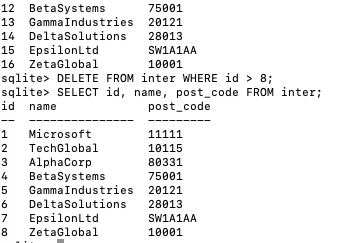 12  BetaSystems      75001
13  GammaIndustries  20121
14  DeltaSolutions   28013
15  EpsilonLtd       SW1A1AA
16  ZetaGlobal       10001
sqlite> DELETE FROM inter WHERE id > 8;
sqlite> SELECT id, name, post_code FROM inter;
id  name             post_code
--  ---------------  ---------
1   Microsoft        11111
2   TechGlobal       10115
3   AlphaCorp        80331
4   BetaSystems      75001
5   GammaIndustries  20121
6   DeltaSolutions   28013
7   EpsilonLtd       SW1A1AA
8   ZetaGlobal       10001